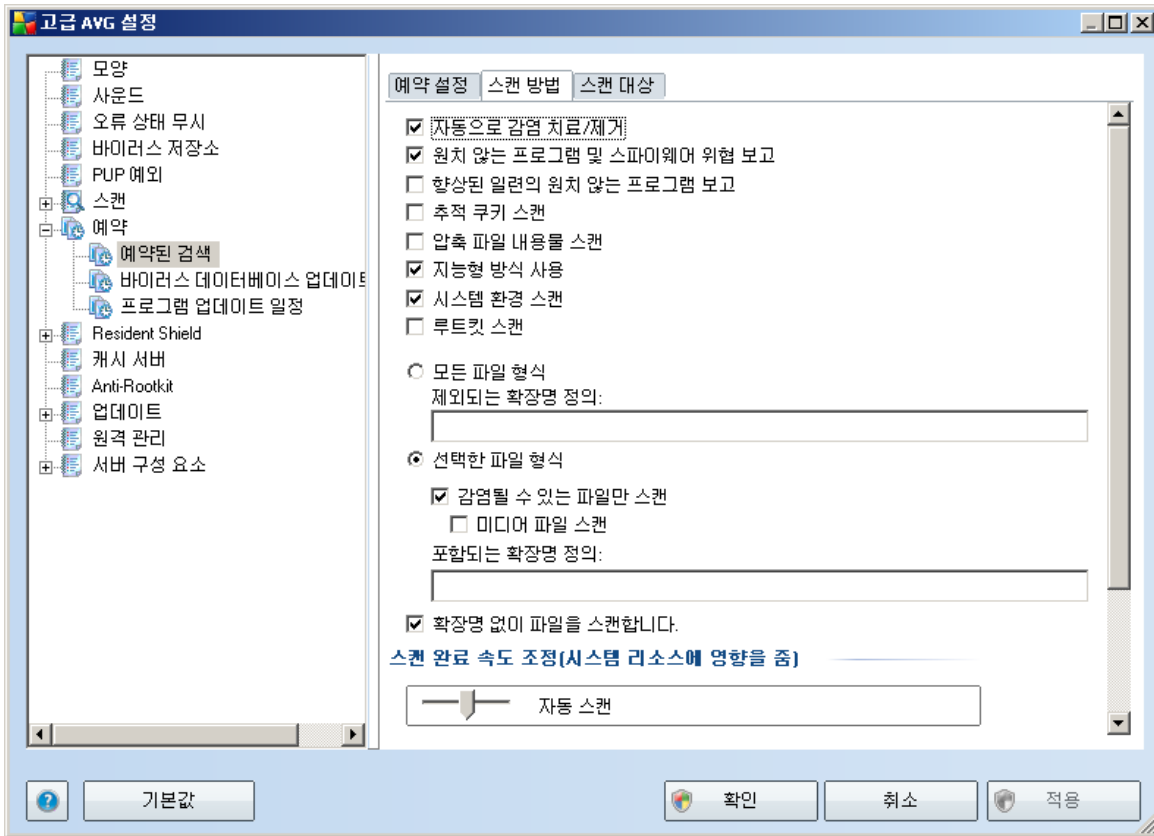 고급 AVG 설정
모양
사운드
오류 상태 무시
바이러스 저장소
PUP 예외
스캔
예약
예약된 검색
바이러스 데이터베이스 업데이트
프로그램 업데이트 일정
Resident Shield
캐시 서버
Anti-Rootkit
업데이트
원격 관리
서버 구성 요소
예약 설정 스캔 방법 스캔 대상
자동으로 감염 치료/제거
원치 않는 프로그램 및 스파이웨어 위협 보고
향상된 일련의 원치 않는 프로그램 보고
추적 쿠키 스캔
압축 파일 내용물 스캔
지능형 방식 사용
시스템 환경 스캔
루트킷 스캔
모든 파일 형식
제외되는 확장명 정의:
선택한 파일 형식
감염될 수 있는 파일만 스캔
미디어 파일 스캔
포함되는 확장명 정의:
확장명 없이 파일을 스캔합니다.
스캔 완료 속도 조정(시스템 리소스에 영향을 줌)
자동 스캔
기본값 확인 취소 적용